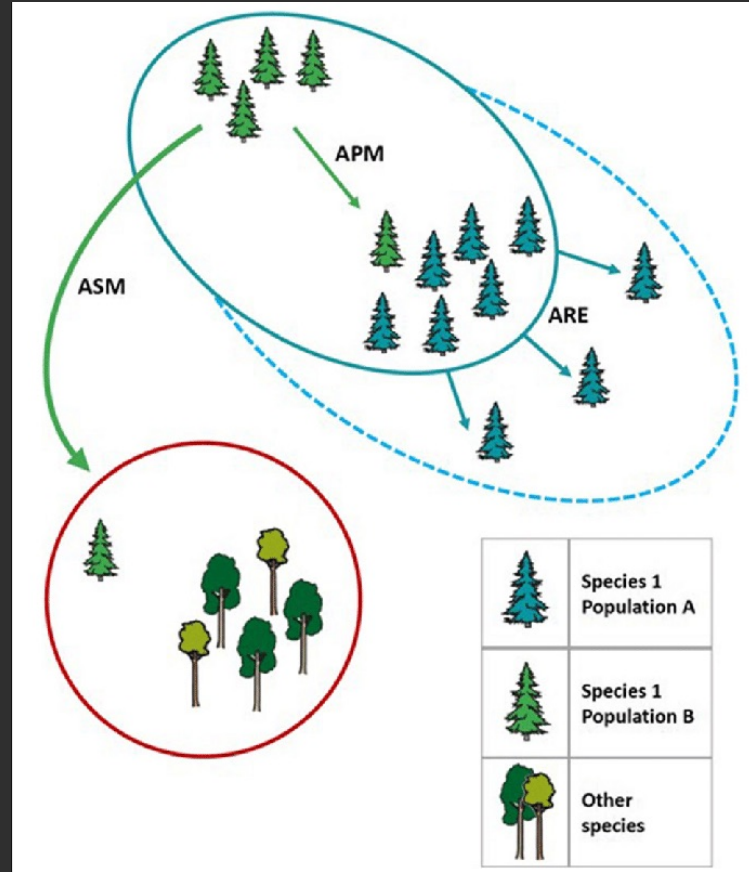 APM
ASM
ARE
Species 1
Population A
Species 1
Population B
Other
species